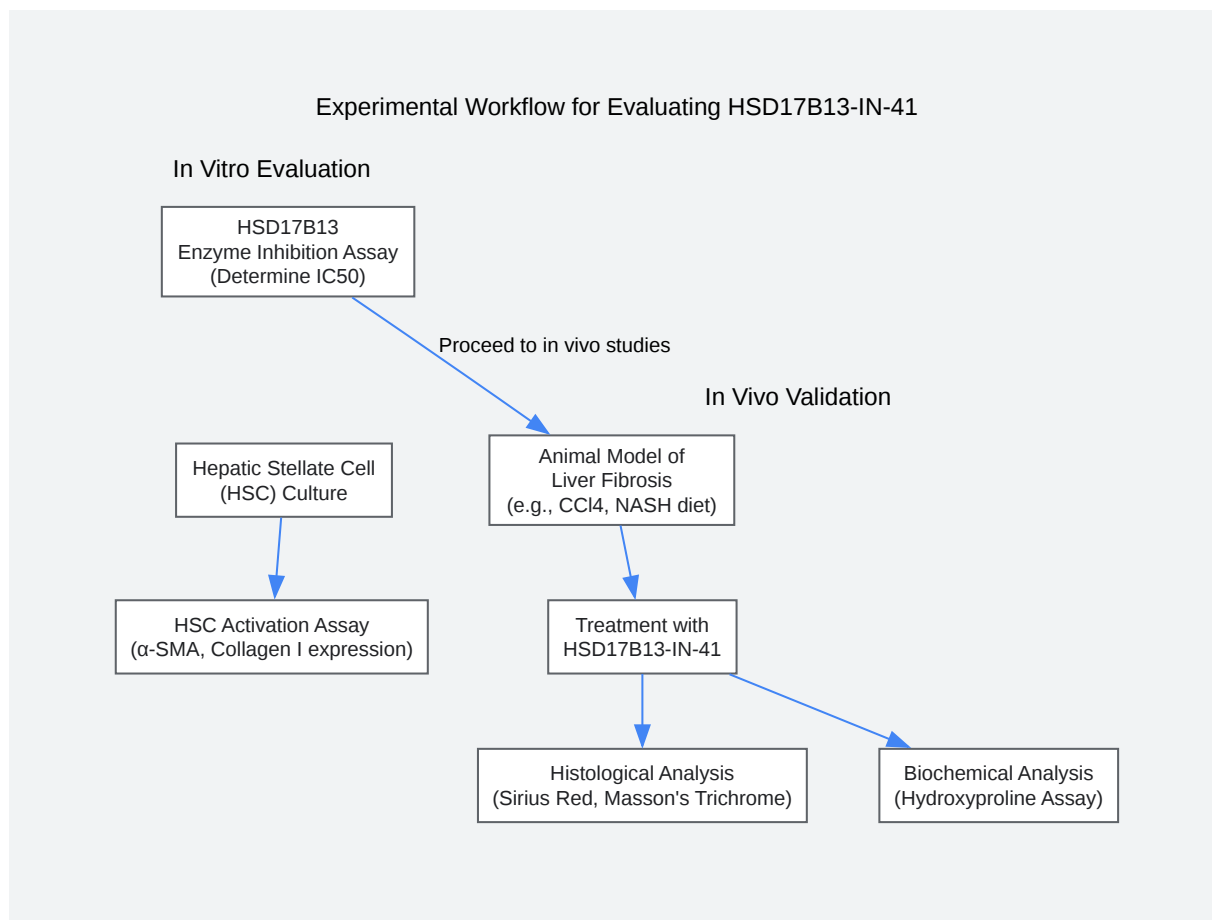 Experimental Workflow for Evaluating HSD17B13-IN-41
In Vitro Evaluation
HSD17B13
Enzyme Inhibition Assay
(Determine IC50)
Proceed to in vivo studies
In Vivo Validation
Hepatic Stellate Cell
(HSC) Culture
Animal Model of
Liver Fibrosis
(e.g., CCl4, NASH diet)
HSC Activation Assay
(α-SMA, Collagen I expression)
Treatment with
HSD17B13-IN-41
Histological Analysis
(Sirius Red, Masson's Trichrome)
Biochemical Analysis
(Hydroxyproline Assay)